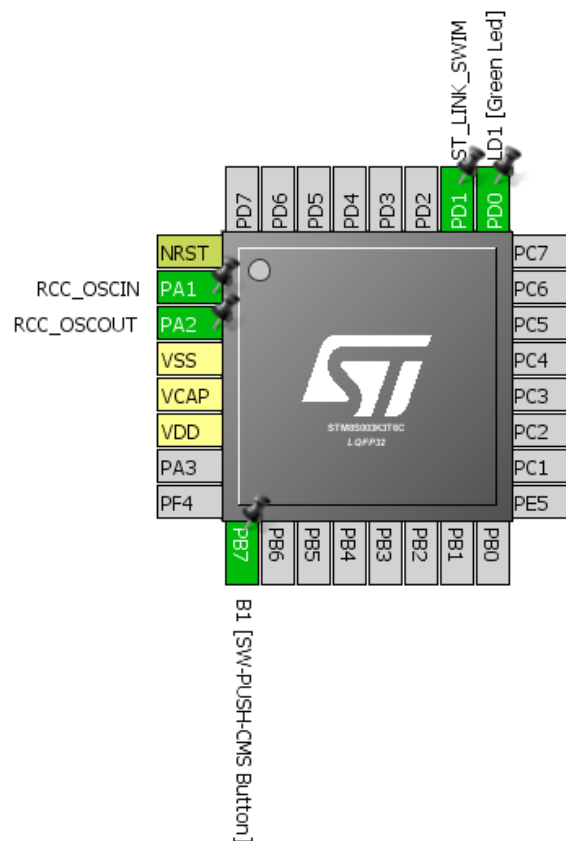 ST_LINK_SWIM
LD1 [Green Led]
PD7
PD6
PD5
PD4
PD3
PD2
PD1
PD0
NRST
RCC_OSCIN PA1
RCC_OSCOUT PA2
VSS
VCAP
VDD
PA3
PF4
ST
STM8S003K3T6C
LQFP32
PC7
PC6
PC5
PC4
PC3
PC2
PC1
PE5
PB7
PB6
PB5
PB4
PB3
PB2
PB1
PB0
B1 [SW-PUSH-CMS Button]